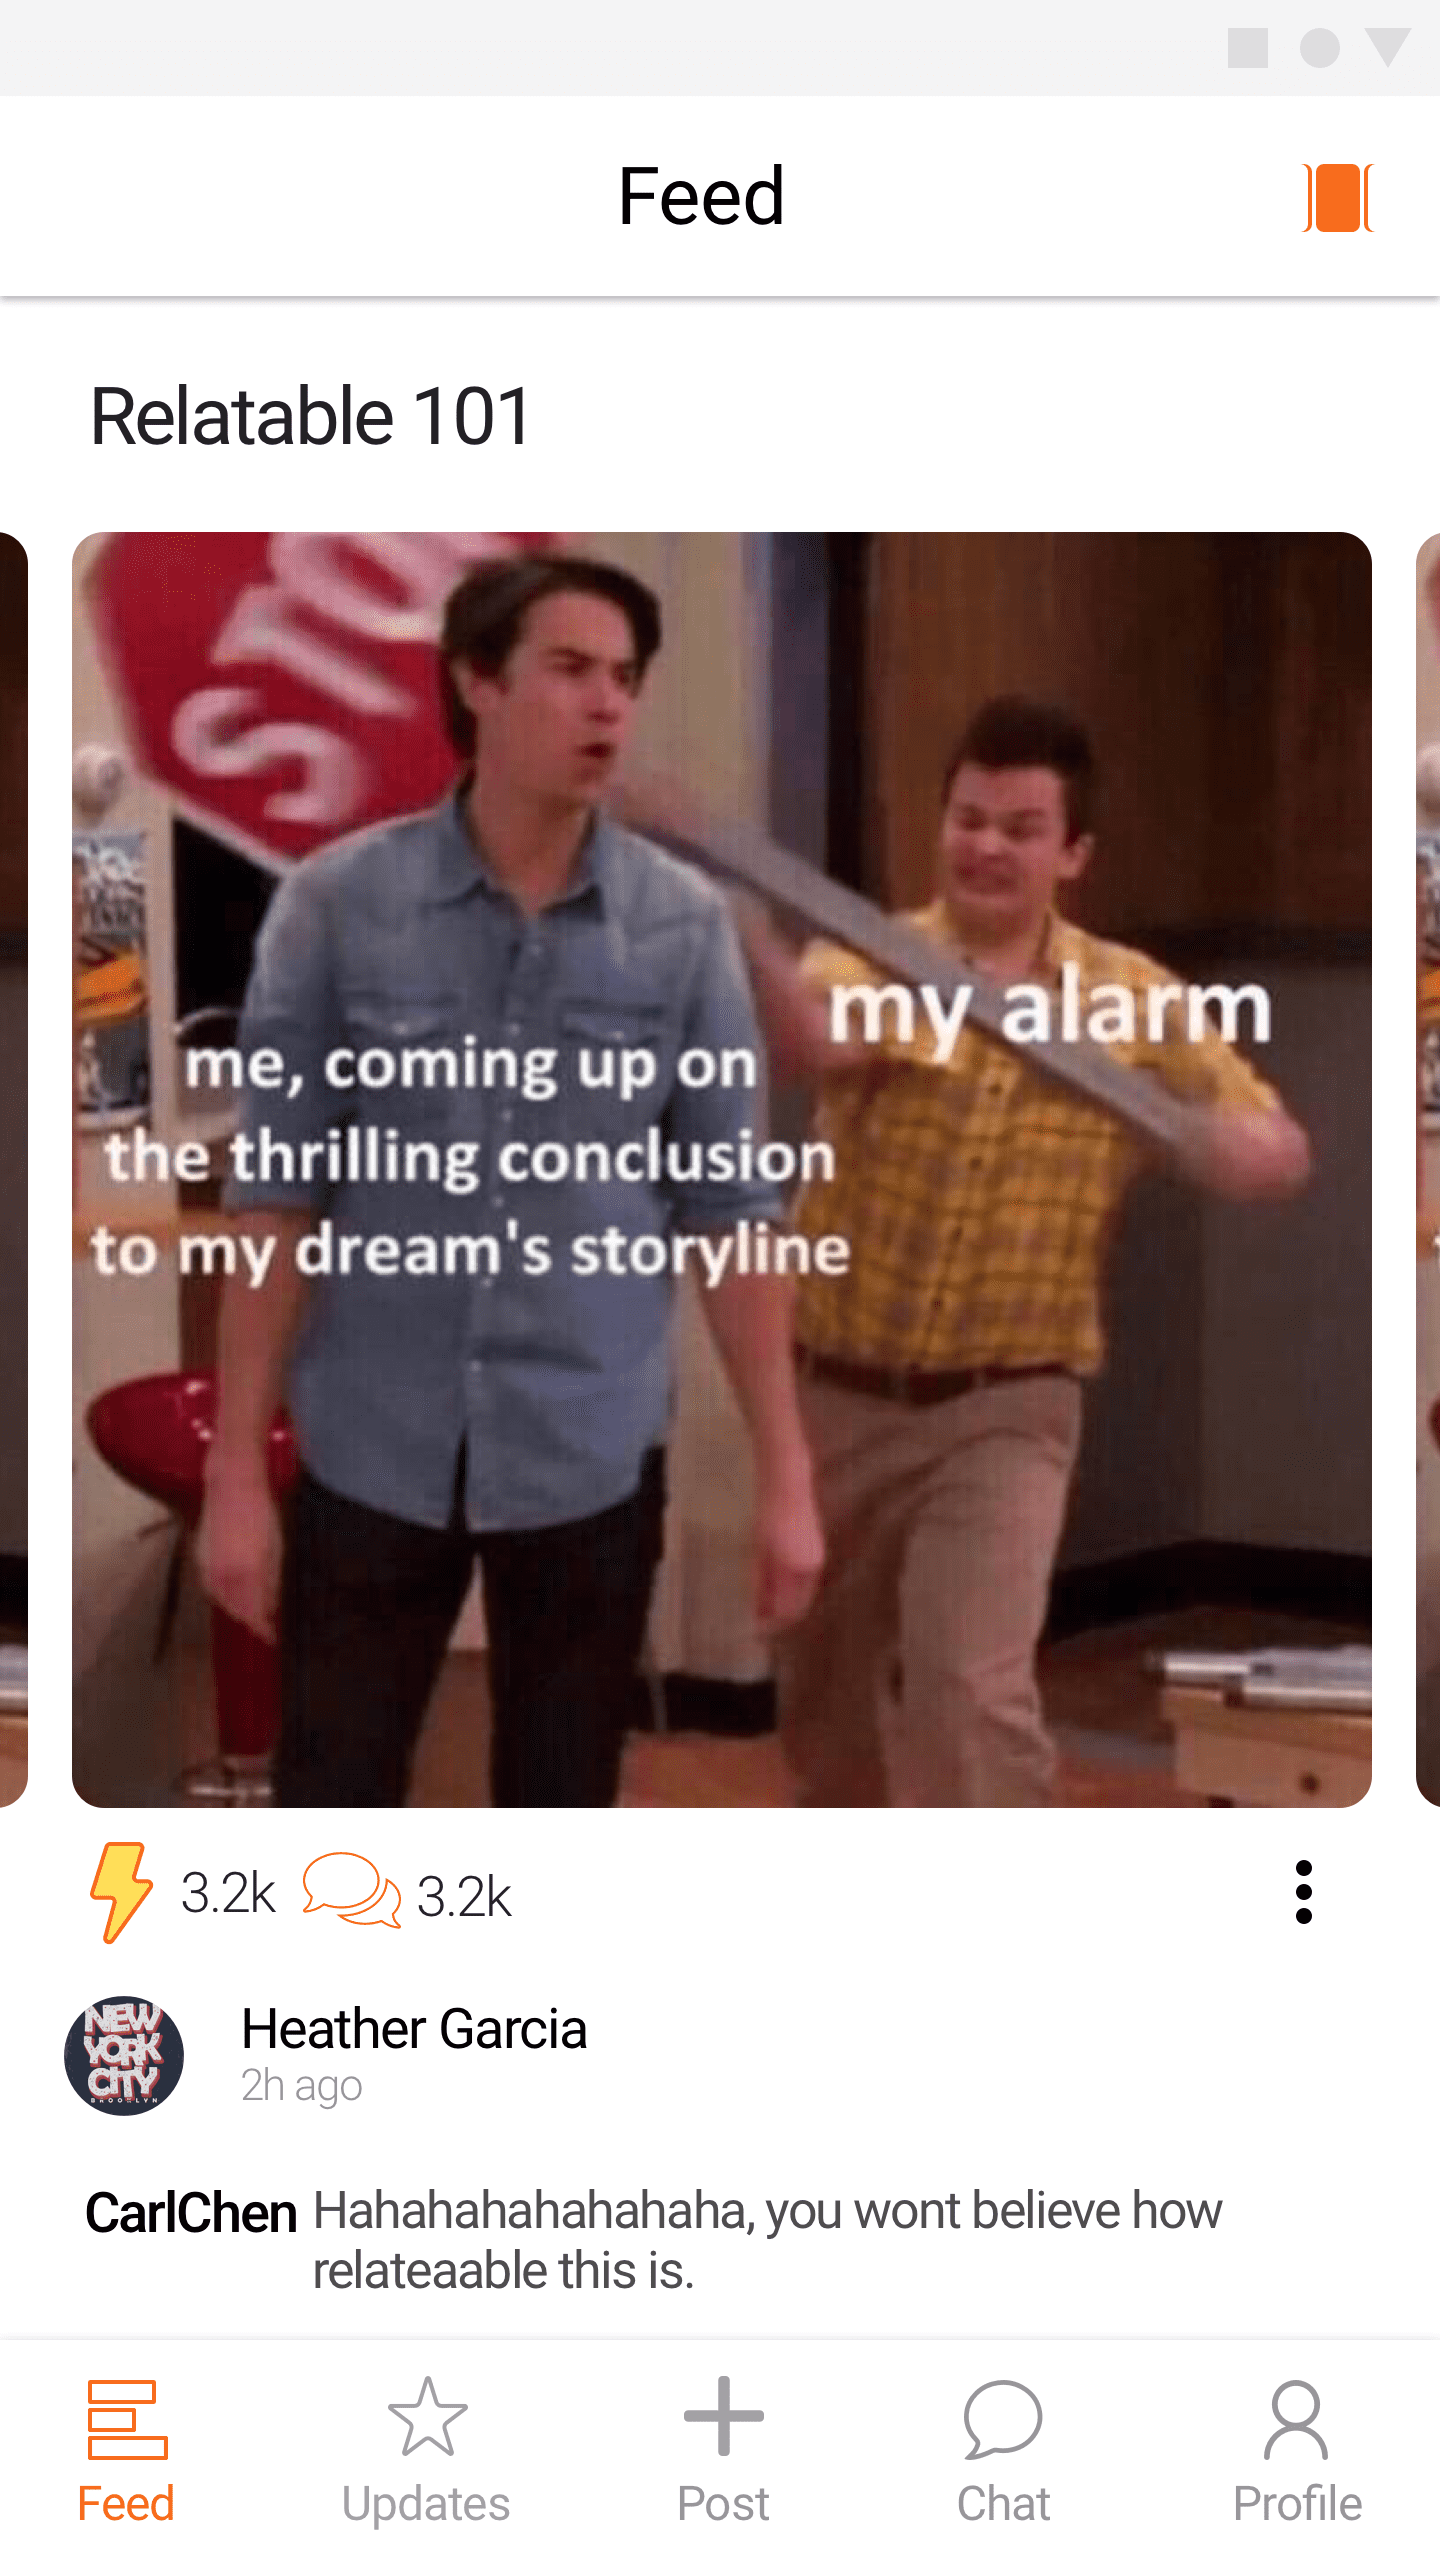 Feed
Relatable 101
STO
my alarm
me, coming up on
the thrilling conclusion
to my dream's storyline
3.2k 3.2k
NEW
YORK
CITY
BROOKLYN
Heather Garcia
2h ago
CarlChen Hahahahahahahaha, you wont believe how
relateaable this is.
Feed Updates Post Chat Profile